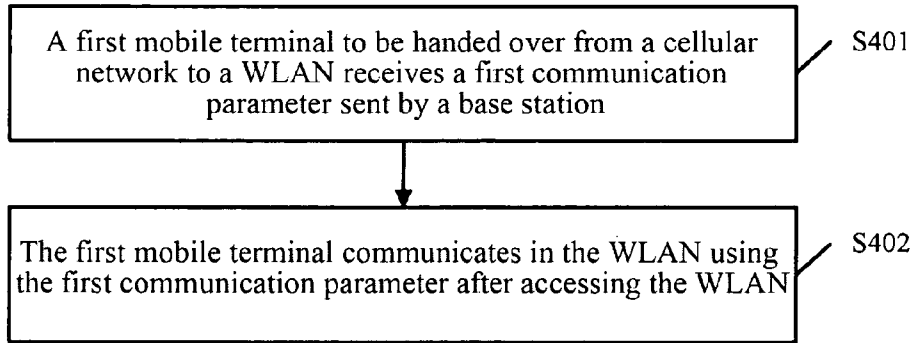 A first mobile terminal to be handed over from a cellular
network to a WLAN receives a first communication
parameter sent by a base station
S401
The first mobile terminal communicates in the WLAN using
the first communication parameter after accessing the WLAN
S402